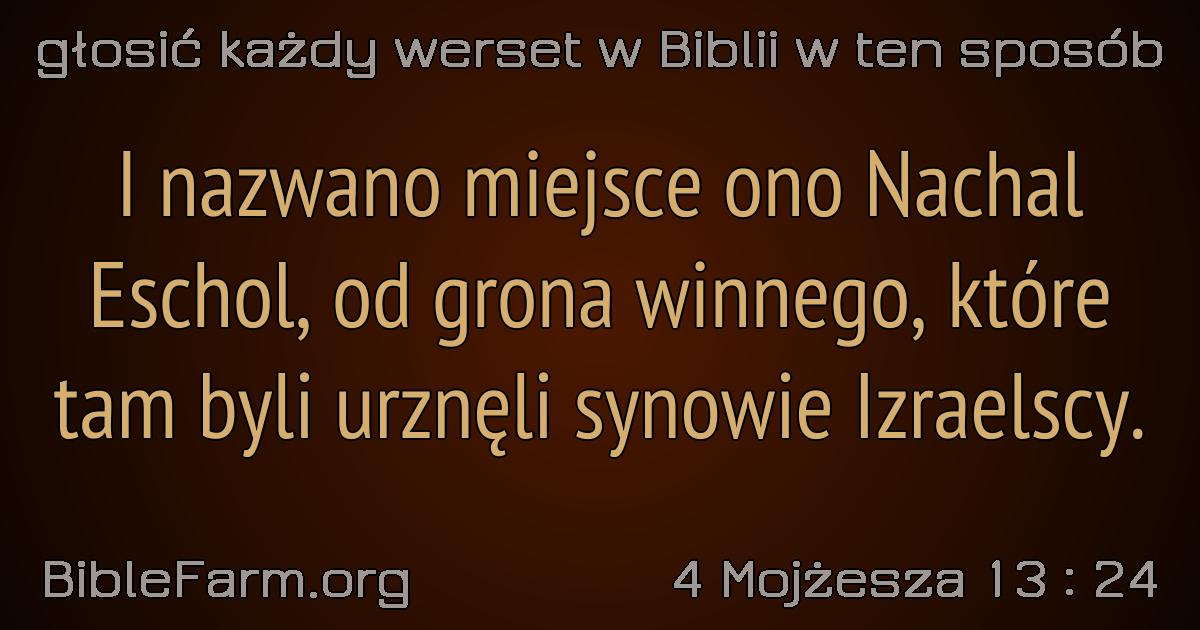 głosić każdy werset w Biblii w ten sposób
I nazwano miejsce ono Nachal
Eschol, od grona winnego, które
tam byli urznęli synowie Izraelscy.
BibleFarm.org
4 Mojżesza 13 : 24